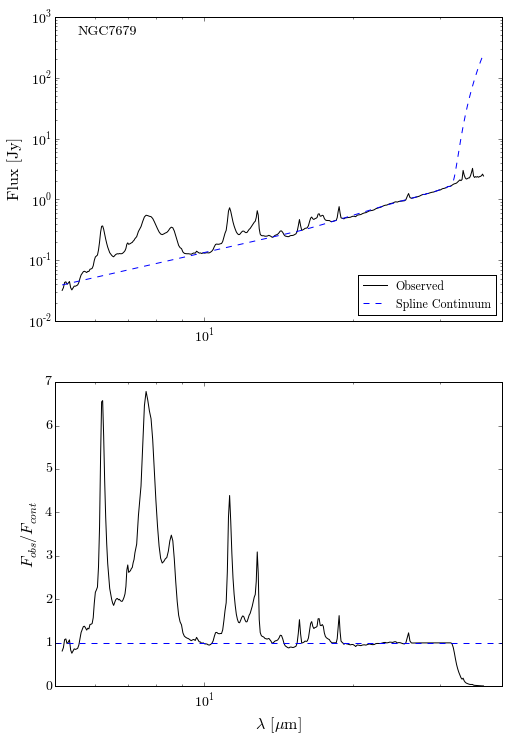 10^3
NGC7679
10^2
10^1
Flux [Jy]
10^0
10^-1
Observed
Spline Continuum
10^-2
10^1
7
6
5
4
F_obs/F_cont
3
2
1
0
10^1
λ [μm]